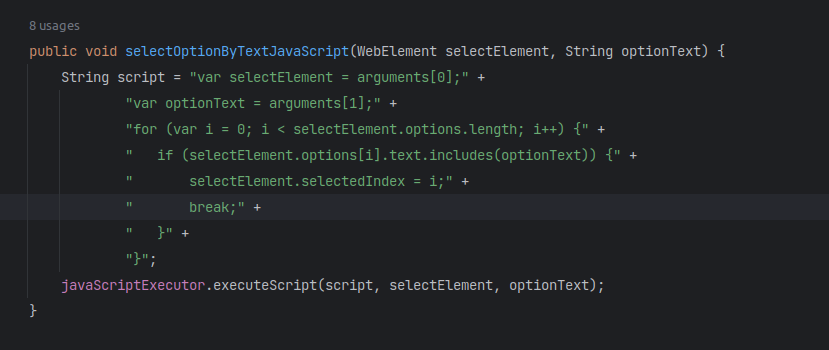 8 usages
public void selectOptionByTextJavaScript(WebElement selectElement, String optionText) {
    String script = "var selectElement = arguments[0];" +
            "var optionText = arguments[1];" +
            "for (var i = 0; i < selectElement.options.length; i++) {" +
            "   if (selectElement.options[i].text.includes(optionText)) {" +
            "       selectElement.selectedIndex = i;" +
            "       break;" +
            "   }" +
            "}";
    javaScriptExecutor.executeScript(script, selectElement, optionText);
}